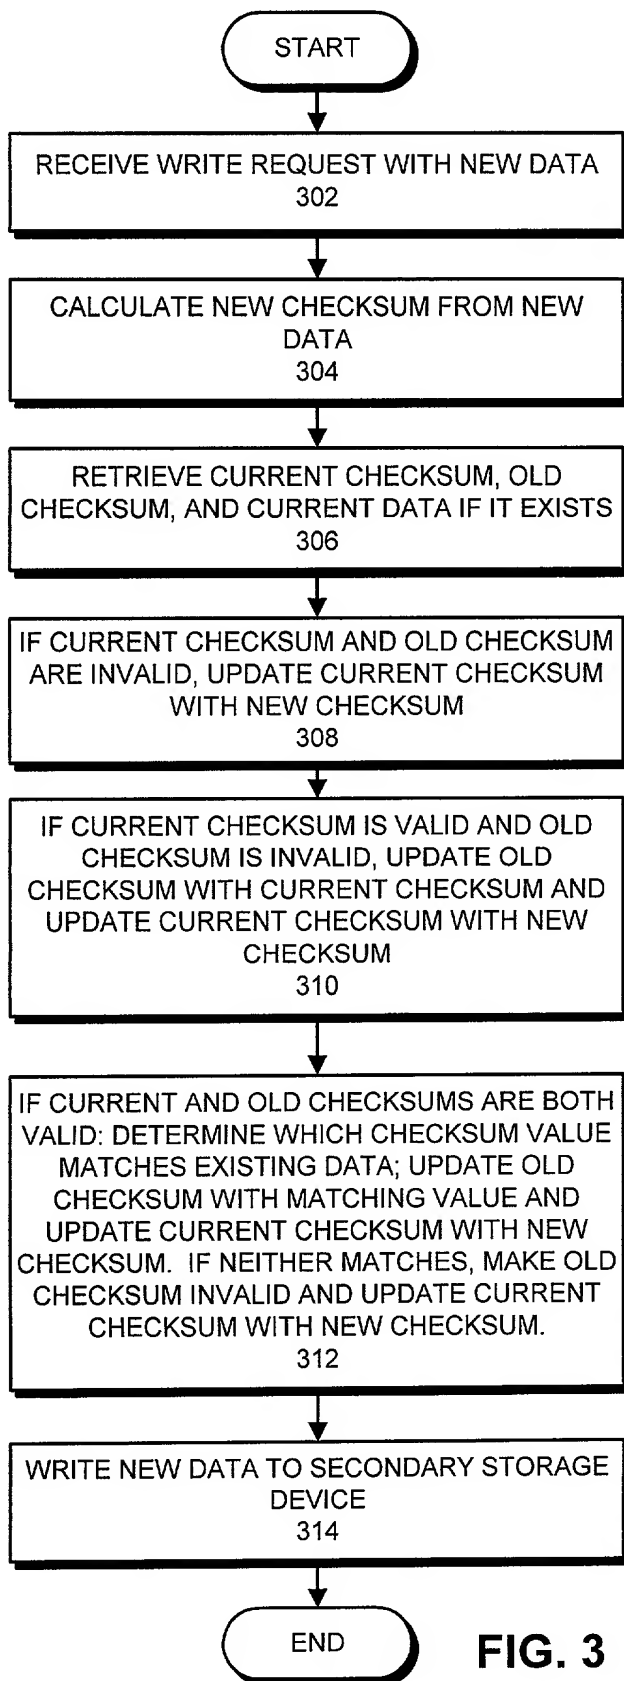 START
RECEIVE WRITE REQUEST WITH NEW DATA
302
CALCULATE NEW CHECKSUM FROM NEW
DATA
304
RETRIEVE CURRENT CHECKSUM, OLD
CHECKSUM, AND CURRENT DATA IF IT EXISTS
306
IF CURRENT CHECKSUM AND OLD CHECKSUM
ARE INVALID, UPDATE CURRENT CHECKSUM
WITH NEW CHECKSUM
308
IF CURRENT CHECKSUM IS VALID AND OLD
CHECKSUM IS INVALID, UPDATE OLD
CHECKSUM WITH CURRENT CHECKSUM AND
UPDATE CURRENT CHECKSUM WITH NEW
CHECKSUM
310
IF CURRENT AND OLD CHECKSUMS ARE BOTH
VALID: DETERMINE WHICH CHECKSUM VALUE
MATCHES EXISTING DATA; UPDATE OLD
CHECKSUM WITH MATCHING VALUE AND
UPDATE CURRENT CHECKSUM WITH NEW
CHECKSUM. IF NEITHER MATCHES, MAKE OLD
CHECKSUM INVALID AND UPDATE CURRENT
CHECKSUM WITH NEW CHECKSUM.
312
WRITE NEW DATA TO SECONDARY STORAGE
DEVICE
314
END
FIG. 3